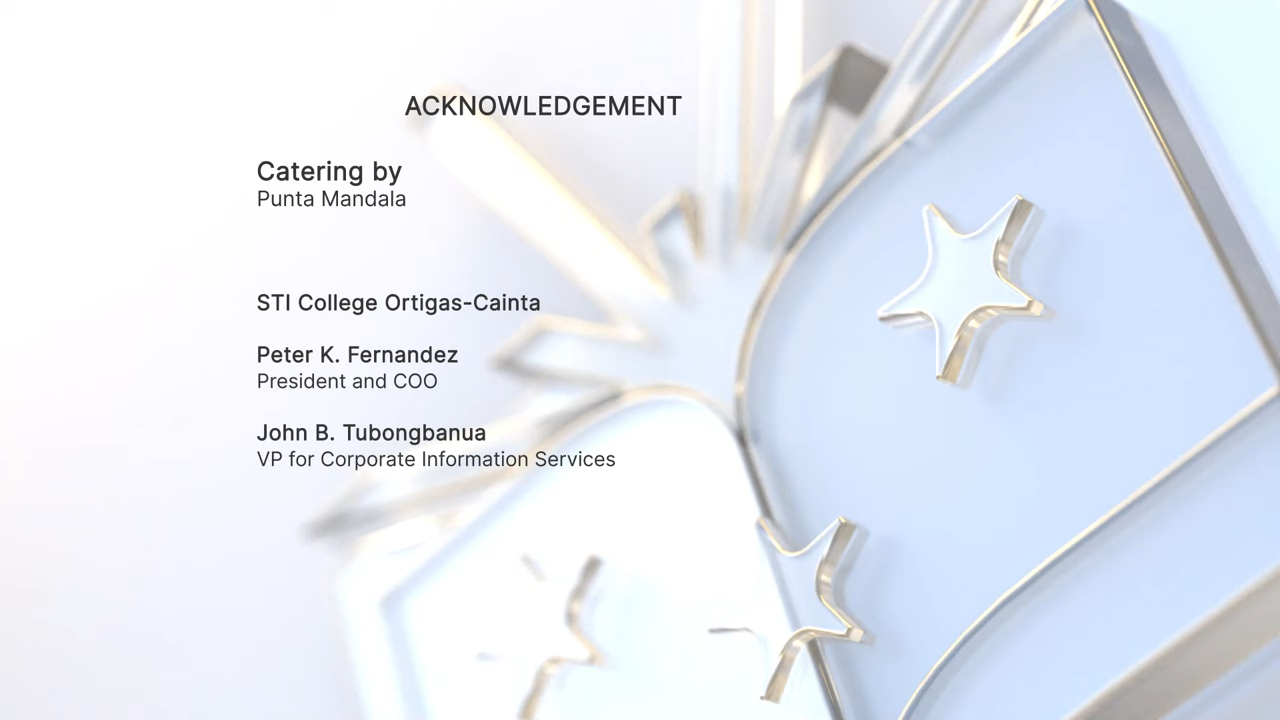 ACKNOWLEDGEMENT
Catering by
Punta Mandala
STI College Ortigas-Cainta
Peter K. Fernandez
President and COO
John B. Tubongbanua
VP for Corporate Information Services